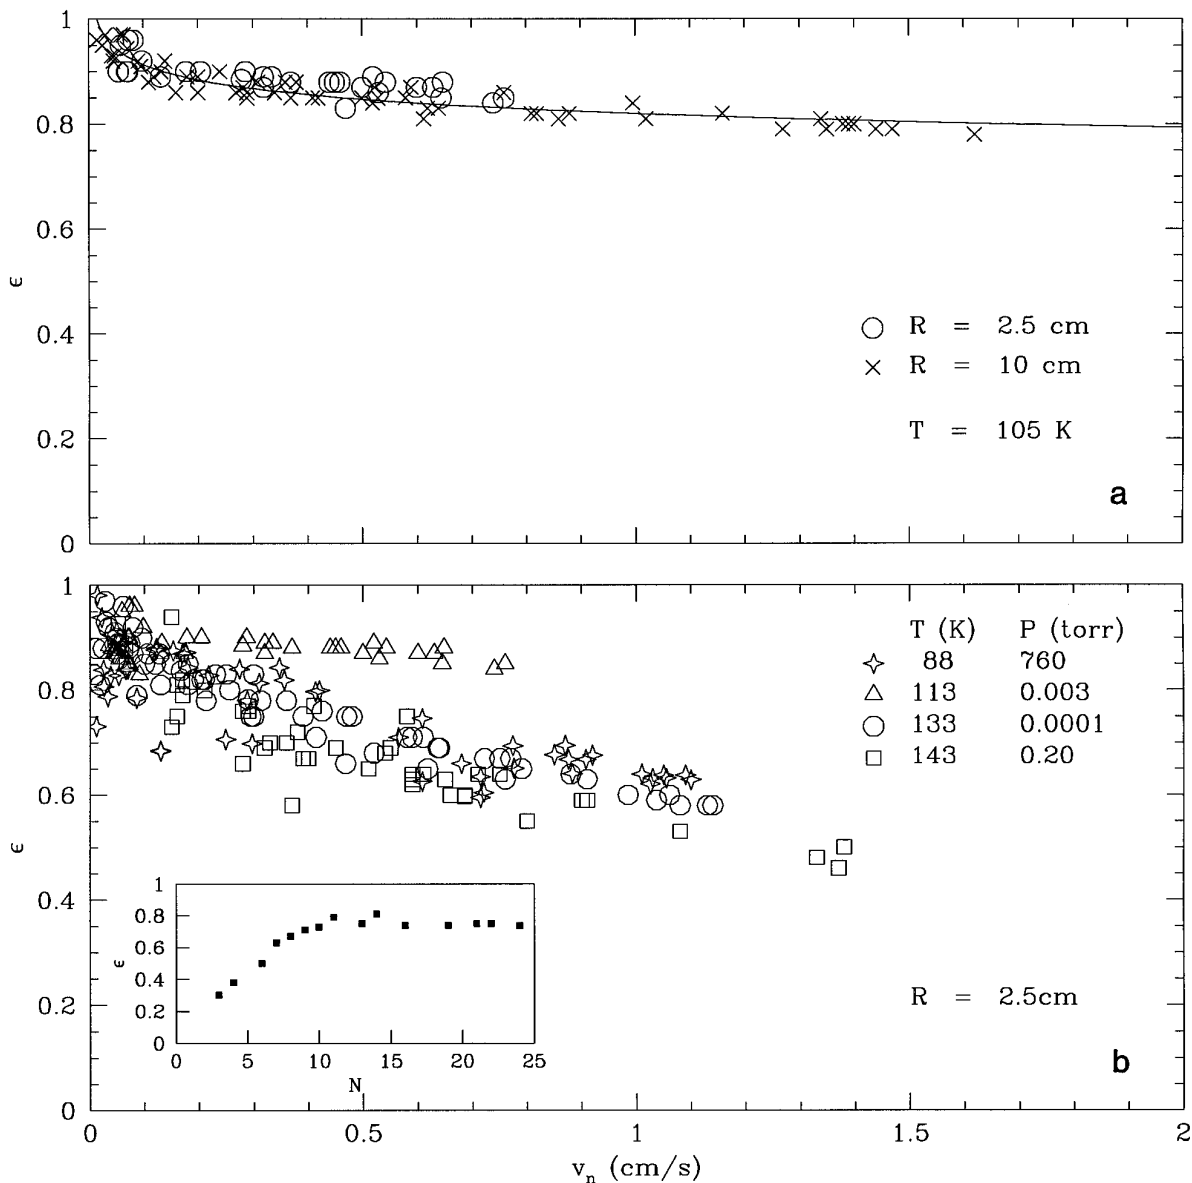 1
0.8
0.6
ϵ
0.4
0.2
0
R = 2.5 cm
R = 10 cm
T = 105 K
a
1
0.8
0.6
ϵ
0.4
0.2
0
T (K) P (torr)
88 760
113 0.003
133 0.0001
143 0.20
1
0.8
0.6
ϵ
0.4
0.2
0
0 5 10 15 20 25
N
R = 2.5cm
b
0 0.5 1 1.5 2
v_n (cm/s)